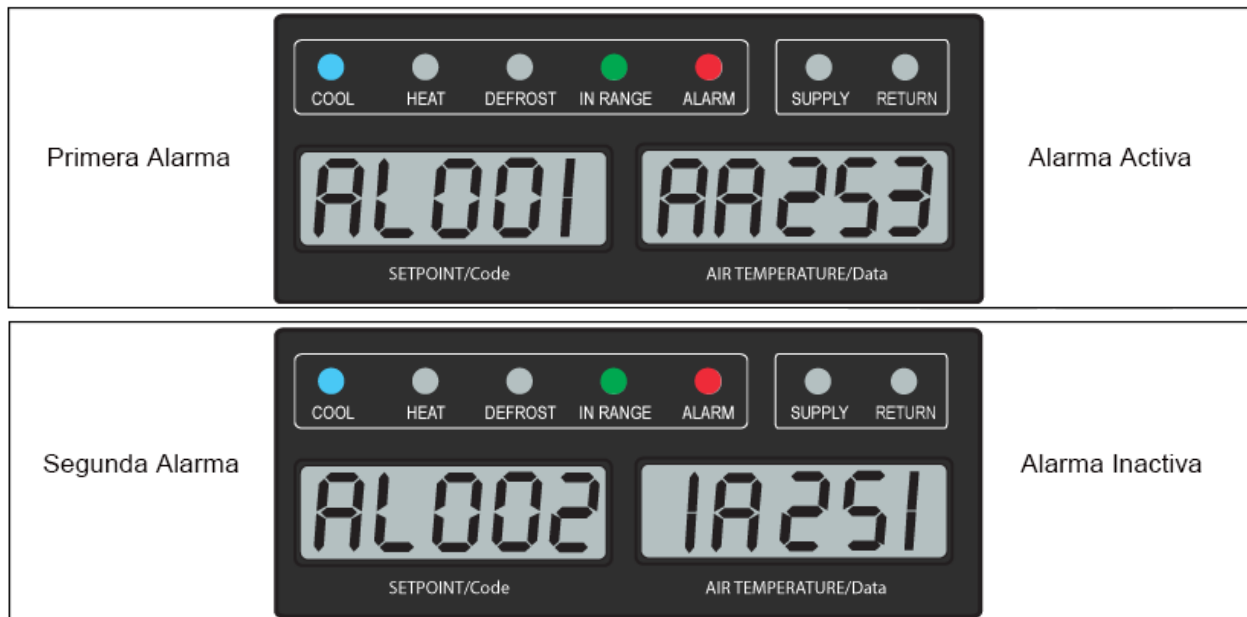 Primera Alarma
COOL HEAT DEFROST IN RANGE ALARM SUPPLY RETURN
AL001 AA253
SETPOINT/Code AIR TEMPERATURE/Data
Alarma Activa
Segunda Alarma
COOL HEAT DEFROST IN RANGE ALARM SUPPLY RETURN
AL002 IA251
SETPOINT/Code AIR TEMPERATURE/Data
Alarma Inactiva